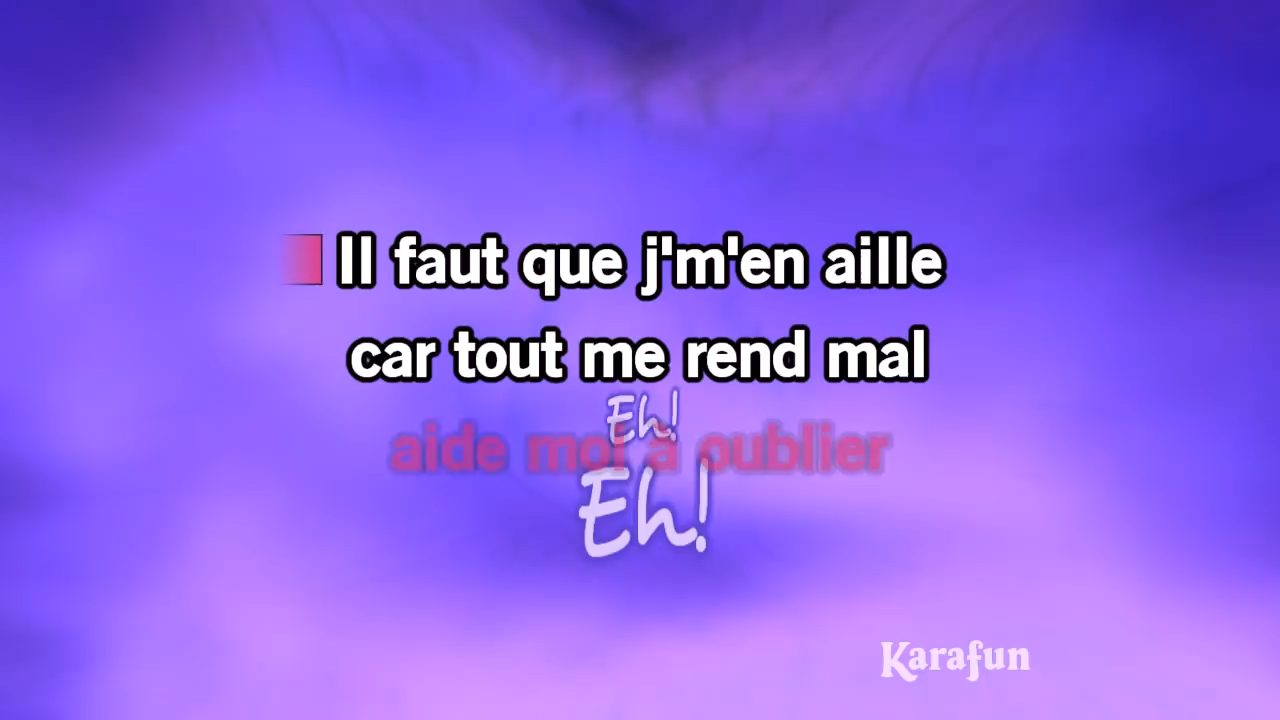 Il faut que j'm'en aille
car tout me rend mal
Eh!
aide moi à oublier
Eh!
Karafun